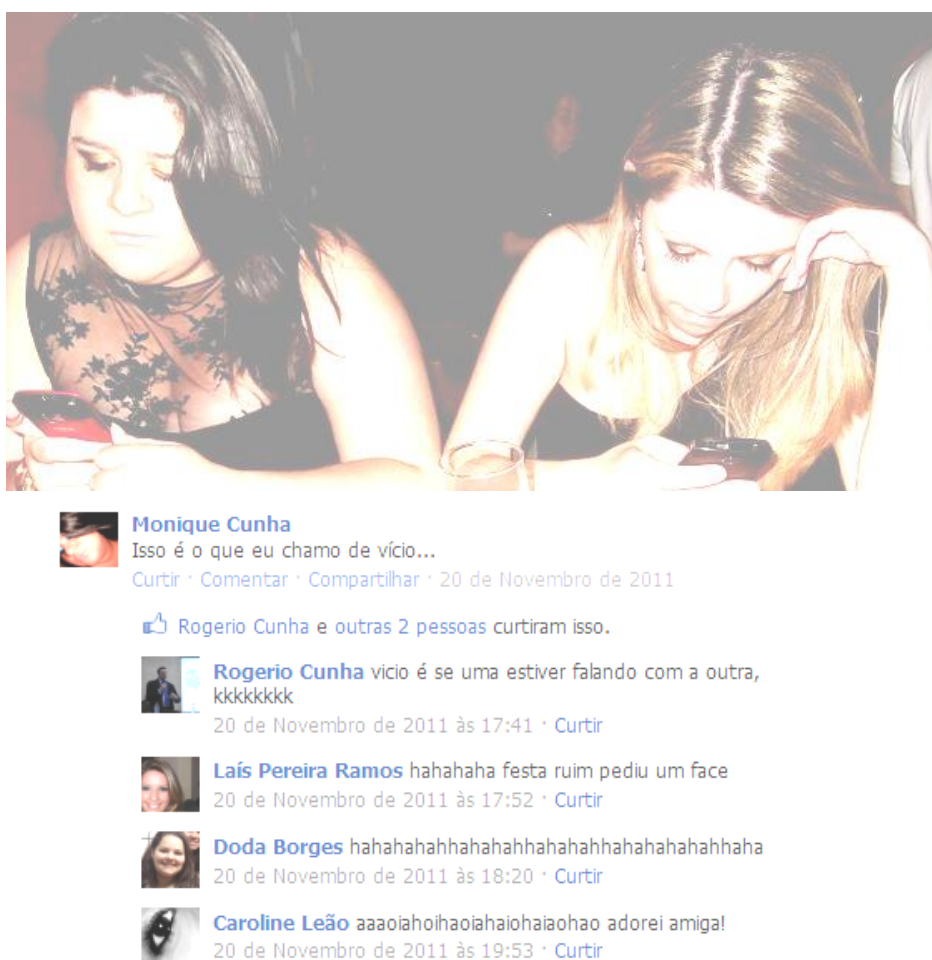 Monique Cunha
Isso é o que eu chamo de vício...
Curtir · Comentar · Compartilhar · 20 de Novembro de 2011
Rogerio Cunha e outras 2 pessoas curtiram isso.
Rogerio Cunha vicio é se uma estiver falando com a outra,
kkkkkkkk
20 de Novembro de 2011 às 17:41 · Curtir
Laís Pereira Ramos hahahaha festa ruim pediu um face
20 de Novembro de 2011 às 17:52 · Curtir
Doda Borges hahahahahhahahahhahahahhahahahahahhaha
20 de Novembro de 2011 às 18:20 · Curtir
Caroline Leão aaaoiahoihaoiahaiohaiaohao adorei amiga!
20 de Novembro de 2011 às 19:53 · Curtir